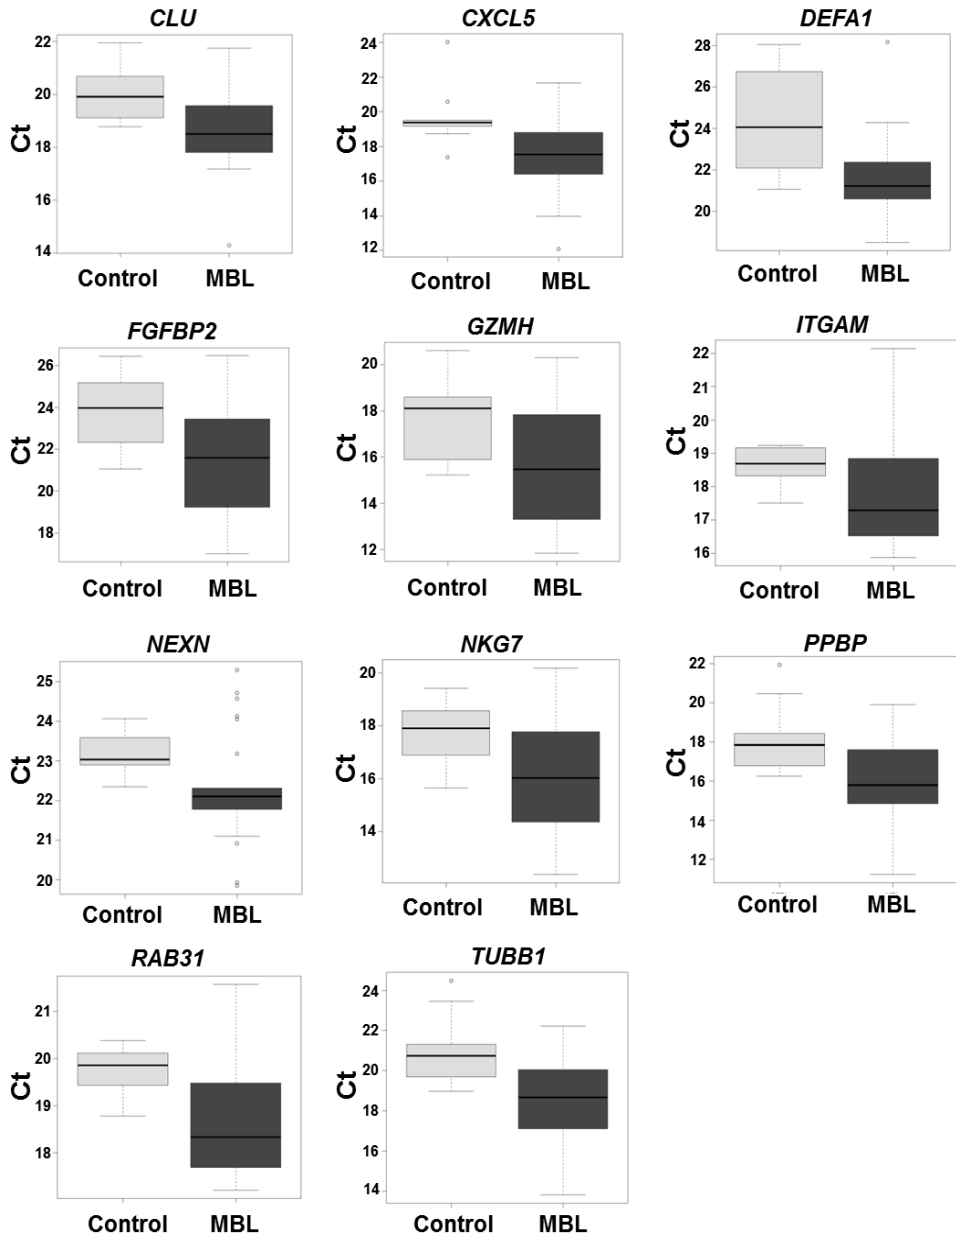 CLU
CXCL5
DEFA1
22
20
18
16
14
Ct
Control
MBL
24
22
20
18
16
14
12
Ct
Control
MBL
28
26
24
22
20
Ct
Control
MBL
FGFBP2
GZMH
ITGAM
26
24
22
20
18
Ct
Control
MBL
20
18
16
14
12
Ct
Control
MBL
22
21
20
19
18
17
16
Ct
Control
MBL
NEXN
NKG7
PPBP
25
24
23
22
21
20
Ct
Control
MBL
20
18
16
14
Ct
Control
MBL
22
20
18
16
14
12
Ct
Control
MBL
RAB31
TUBB1
21
20
19
18
Ct
Control
MBL
24
22
20
18
16
14
Ct
Control
MBL